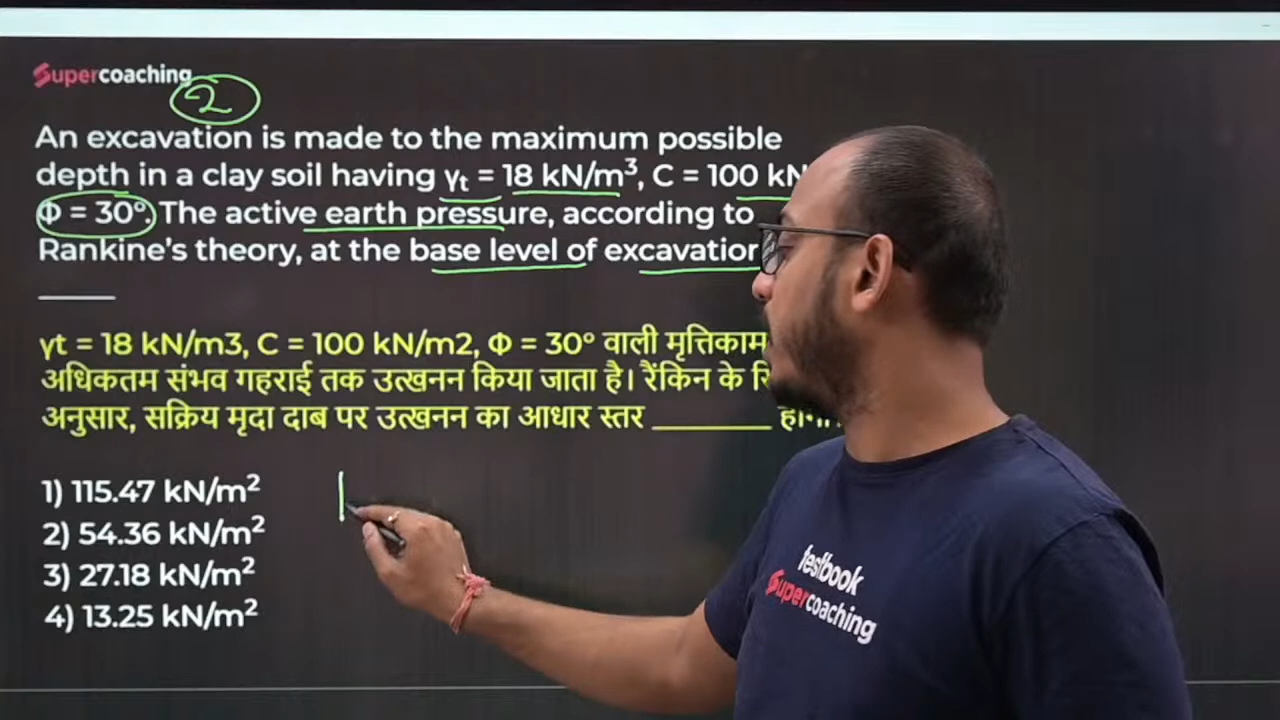 Supercoaching
2
An excavation is made to the maximum possible
depth in a clay soil having γt = 18 kN/m³, C = 100 kN
Φ = 30°. The active earth pressure, according to
Rankine's theory, at the base level of excavation
______
γt = 18 kN/m3, C = 100 kN/m2, Φ = 30° वाली
अधिकतम संभव गहराई तक उत्खनन किया जाता है। रैंकिन के
अनुसार, सक्रिय मृदा दाब पर उत्खनन का आधार स्तर ________
1) 115.47 kN/m²
2) 54.36 kN/m²
3) 27.18 kN/m²
4) 13.25 kN/m²
testbook
Supercoaching